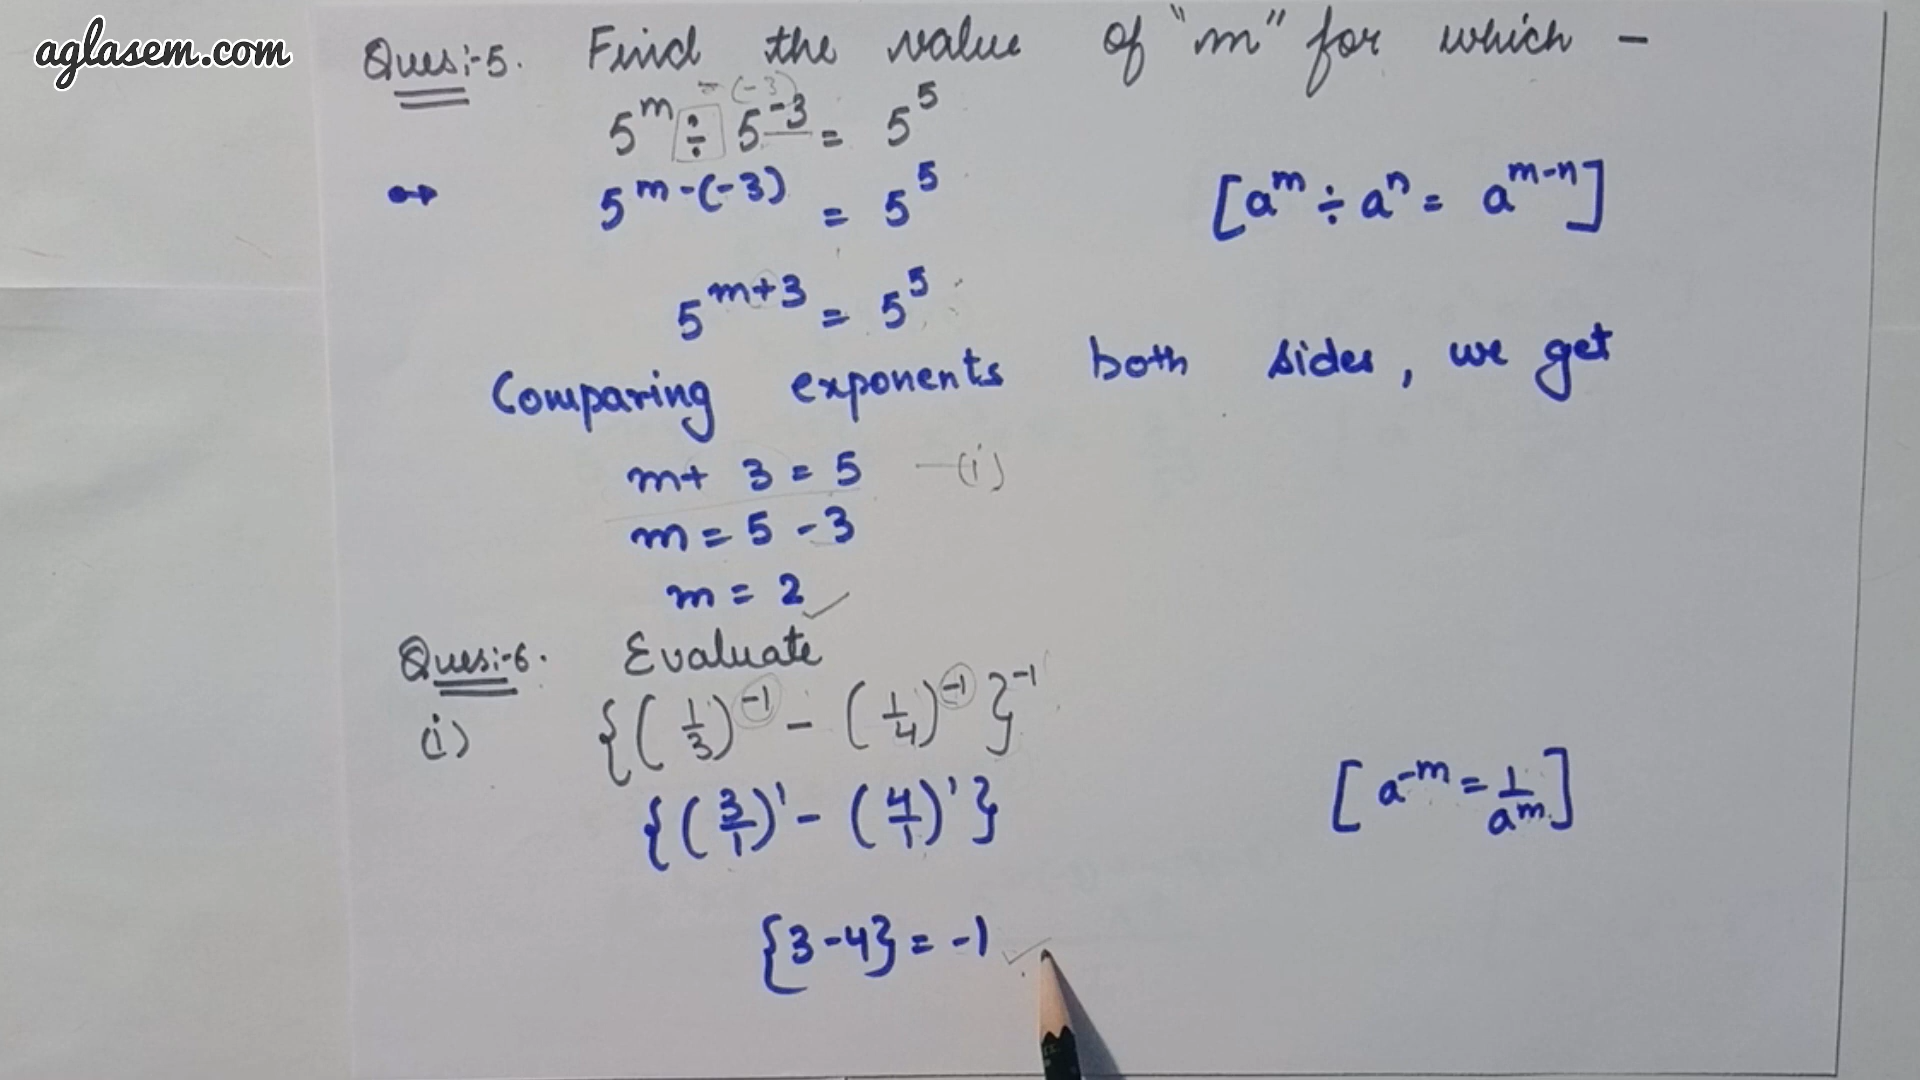 aglasem.com
Ques:-5. Find the value of "m" for which -
-(-3)
5^m ÷ 5^-3 = 5^5
5^m-(-3) = 5^5 [a^m ÷ a^n = a^m-n]
5^m+3 = 5^5
Comparing exponents both sides, we get
m+ 3 = 5 —(i)
m = 5 - 3
m = 2
Ques:-6. Evaluate
(i) {(1/3)^-1 - (1/4)^-1}^-1
{(3/1)^1 - (4/1)^1} [a^-m = 1/a^m]
{3-4} = -1